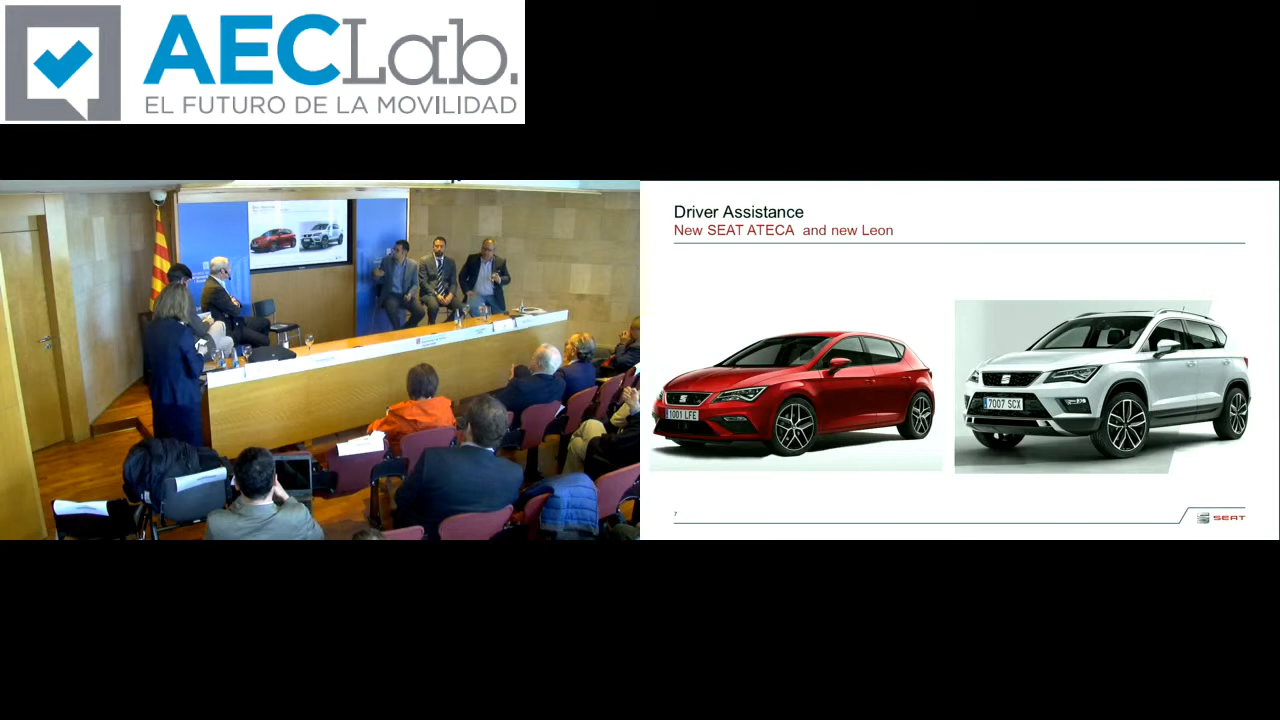 AECLab.
EL FUTURO DE LA MOVILIDAD
Driver Assistance
New SEAT ATECA and new Leon
1001 LFE
7007 SCX
7
SEAT